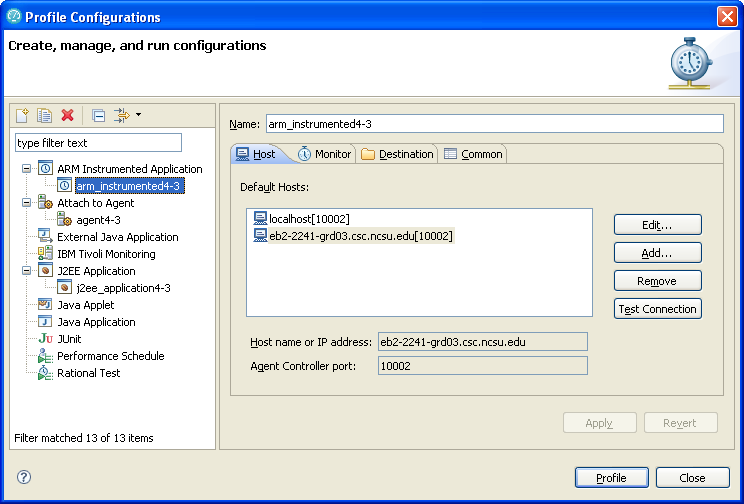 Profile Configurations
Create, manage, and run configurations
type filter text
ARM Instrumented Application
arm_instrumented4-3
Attach to Agent
agent4-3
External Java Application
IBM Tivoli Monitoring
J2EE Application
j2ee_application4-3
Java Applet
Java Application
JUnit
Performance Schedule
Rational Test
Filter matched 13 of 13 items
Name: arm_instrumented4-3
Host Monitor Destination Common
Default Hosts:
localhost[10002]
eb2-2241-grd03.csc.ncsu.edu[10002]
Edit...
Add...
Remove
Test Connection
Host name or IP address: eb2-2241-grd03.csc.ncsu.edu
Agent Controller port: 10002
Apply Revert
Profile Close